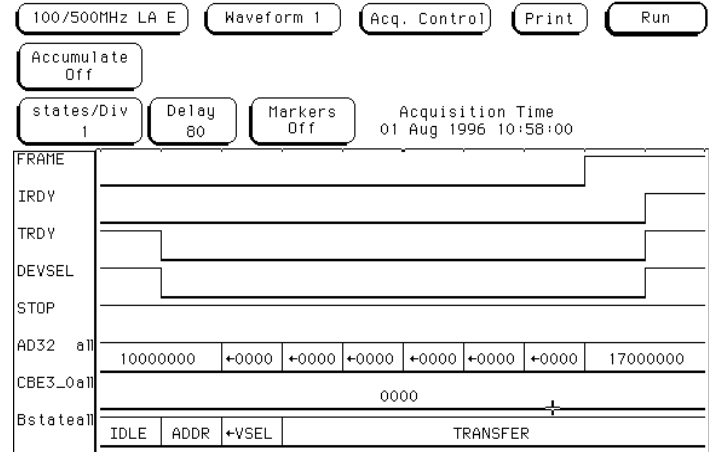 100/500MHz LA E Waveform 1 Acq. Control Print Run
Accumulate
Off
states/Div Delay Markers Acquisition Time
1 80 Off 01 Aug 1996 10:58:00
FRAME
IRDY
TRDY
DEVSEL
STOP
AD32 all 10000000 ←0000 ←0000 ←0000 ←0000 ←0000 ←0000 17000000
CBE3_0all 0000
Bstateall IDLE ADDR ←VSEL TRANSFER